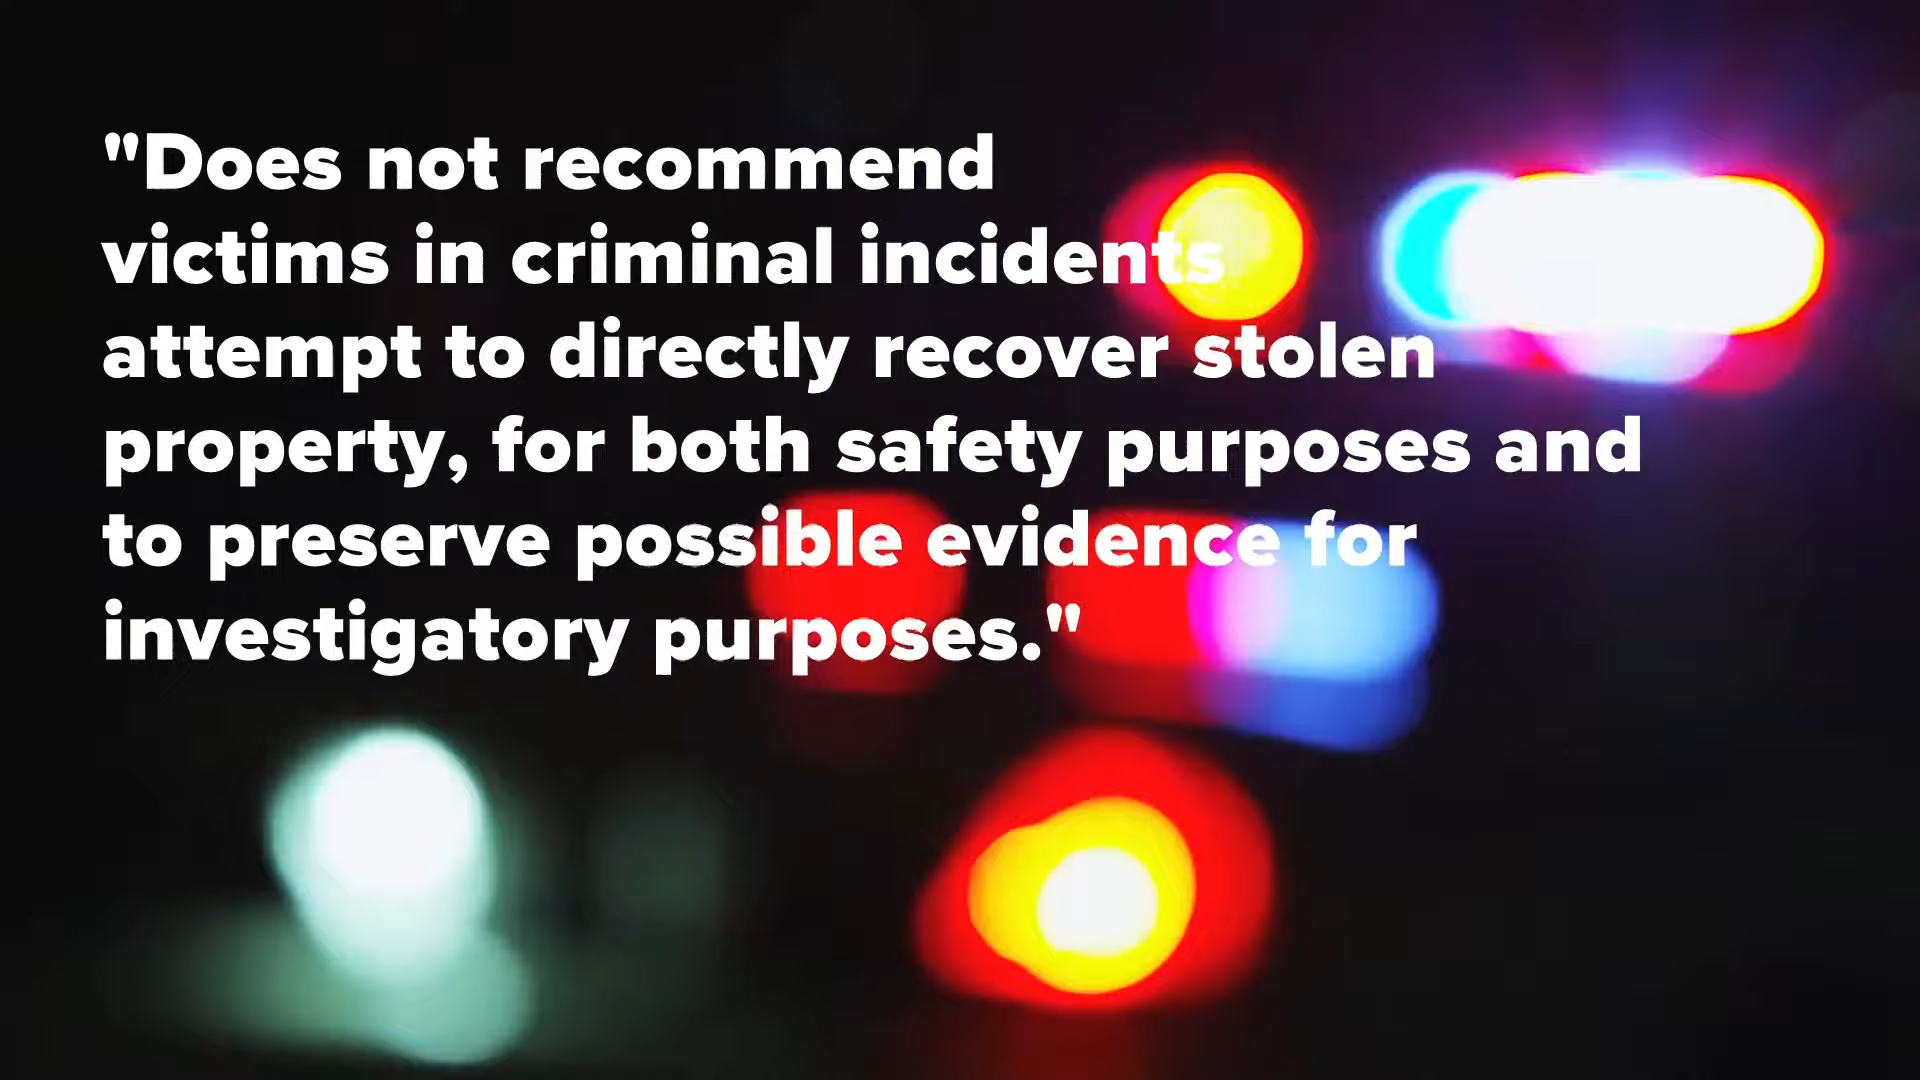 "Does not recommend
victims in criminal incidents
attempt to directly recover stolen
property, for both safety purposes and
to preserve possible evidence for
investigatory purposes."